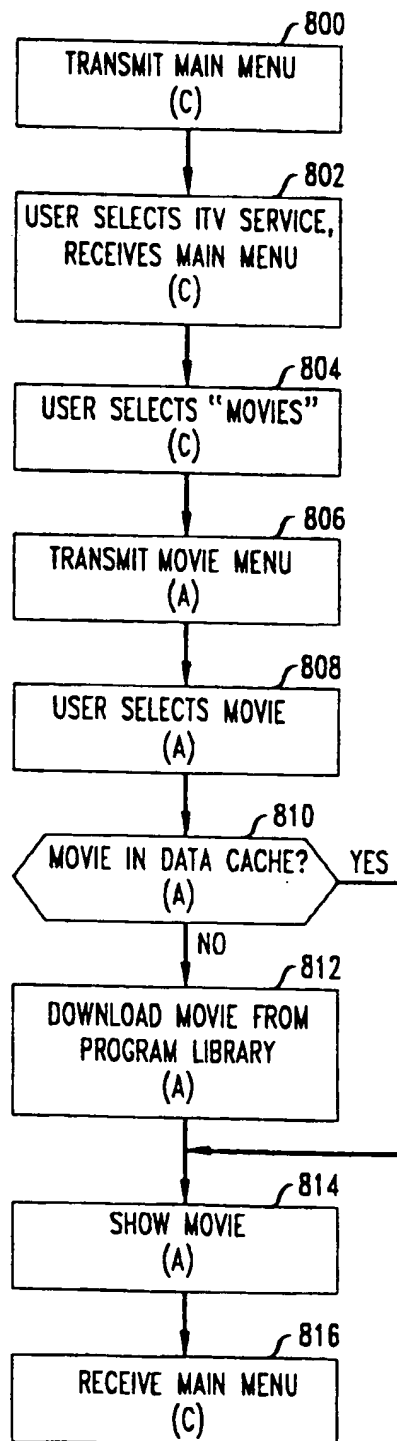 800
TRANSMIT MAIN MENU
(C)
802
USER SELECTS ITV SERVICE,
RECEIVES MAIN MENU
(C)
804
USER SELECTS "MOVIES"
(C)
806
TRANSMIT MOVIE MENU
(A)
808
USER SELECTS MOVIE
(A)
810
MOVIE IN DATA CACHE?
(A)
YES
NO
812
DOWNLOAD MOVIE FROM
PROGRAM LIBRARY
(A)
814
SHOW MOVIE
(A)
816
RECEIVE MAIN MENU
(C)